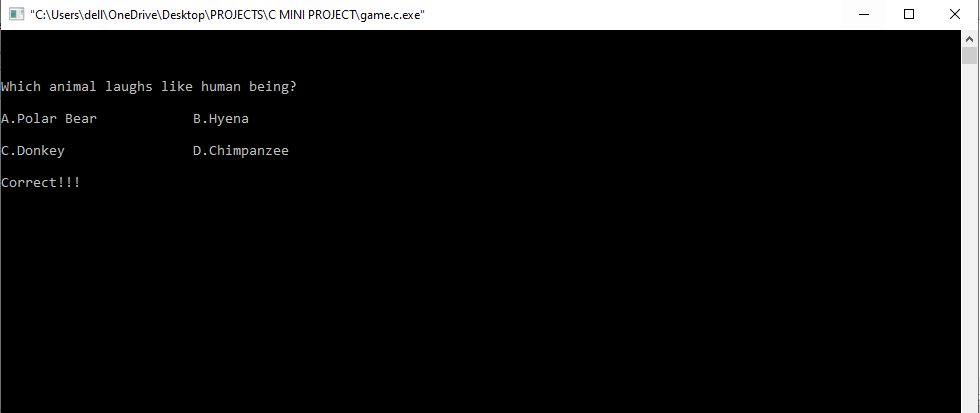 "C:\Users\dell\OneDrive\Desktop\PROJECTS\C MINI PROJECT\game.c.exe"
Which animal laughs like human being?
A.Polar Bear B.Hyena
C.Donkey D.Chimpanzee
Correct!!!